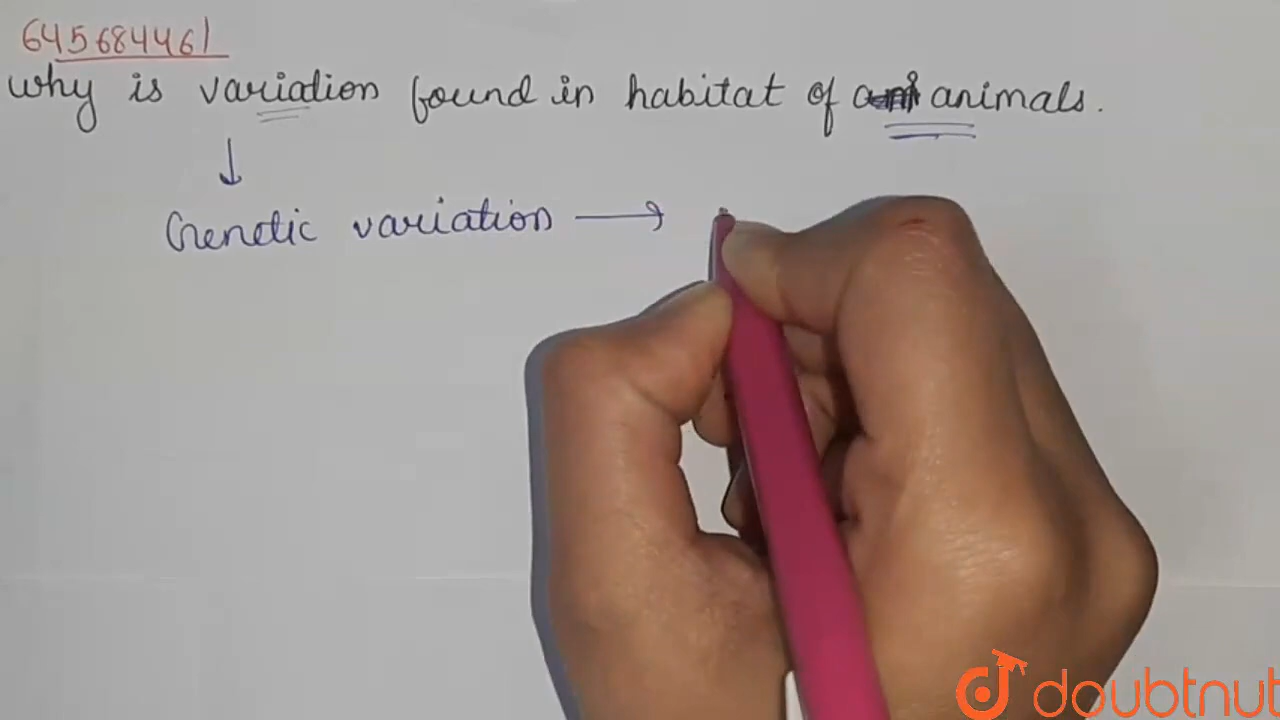 645684461
why is variation found in habitat of animals.
↓
Genetic variation →
doubtnut